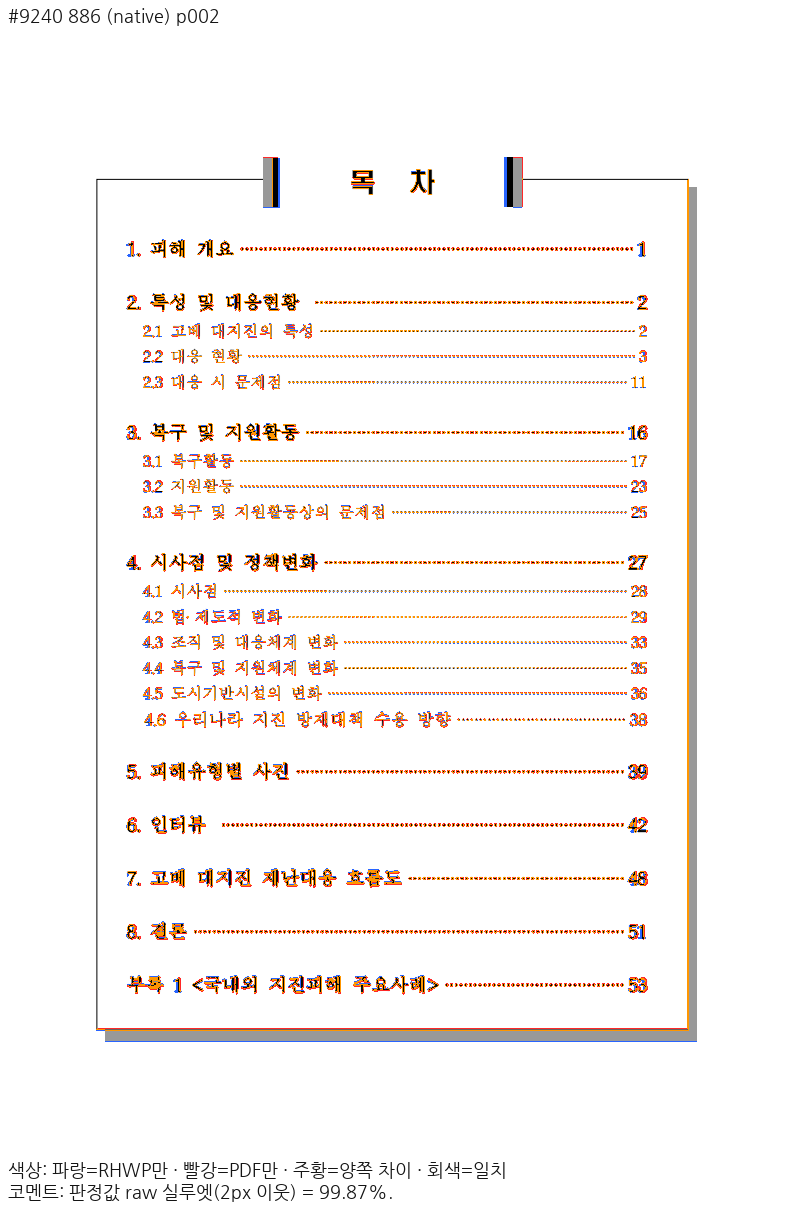 #9240 886 (native) p002
목 차
1. 피해 개요 1
2. 특성 및 대응현황 2
2.1 고베 대지진의 특성 2
2.2 대응 현황 3
2.3 대응 시 문제점 11
3. 복구 및 지원활동 16
3.1 복구활동 17
3.2 지원활동 23
3.3 복구 및 지원활동상의 문제점 25
4. 시사점 및 정책변화 27
4.1 시사점 28
4.2 법·제도적 변화 29
4.3 조직 및 대응체계 변화 33
4.4 복구 및 지원체계 변화 35
4.5 도시기반시설의 변화 36
4.6 우리나라 지진 방재대책 수용 방향 38
5. 피해유형별 사진 39
6. 인터뷰 42
7. 고베 대지진 재난대응 흐름도 48
8. 결론 51
부록 1 <국내외 지진피해 주요사례> 53
색상: 파랑=RHWP만 · 빨강=PDF만 · 주황=양쪽 차이 · 회색=일치
코멘트: 판정값 raw 실루엣(2px 이웃) = 99.87%.